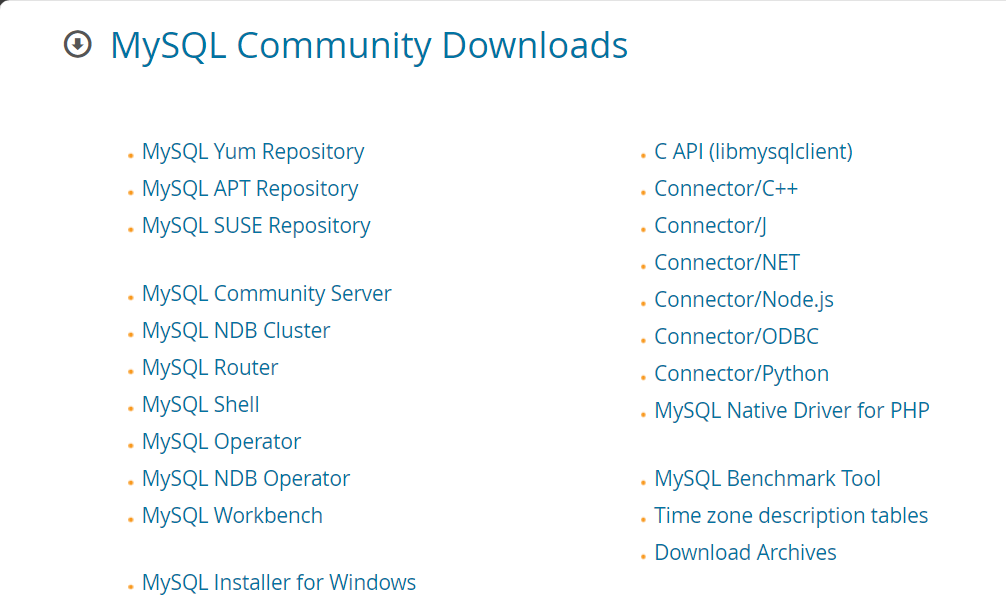 MySQL Community Downloads
MySQL Yum Repository
MySQL APT Repository
MySQL SUSE Repository
MySQL Community Server
MySQL NDB Cluster
MySQL Router
MySQL Shell
MySQL Operator
MySQL NDB Operator
MySQL Workbench
MySQL Installer for Windows
C API (libmysqlclient)
Connector/C++
Connector/J
Connector/NET
Connector/Node.js
Connector/ODBC
Connector/Python
MySQL Native Driver for PHP
MySQL Benchmark Tool
Time zone description tables
Download Archives